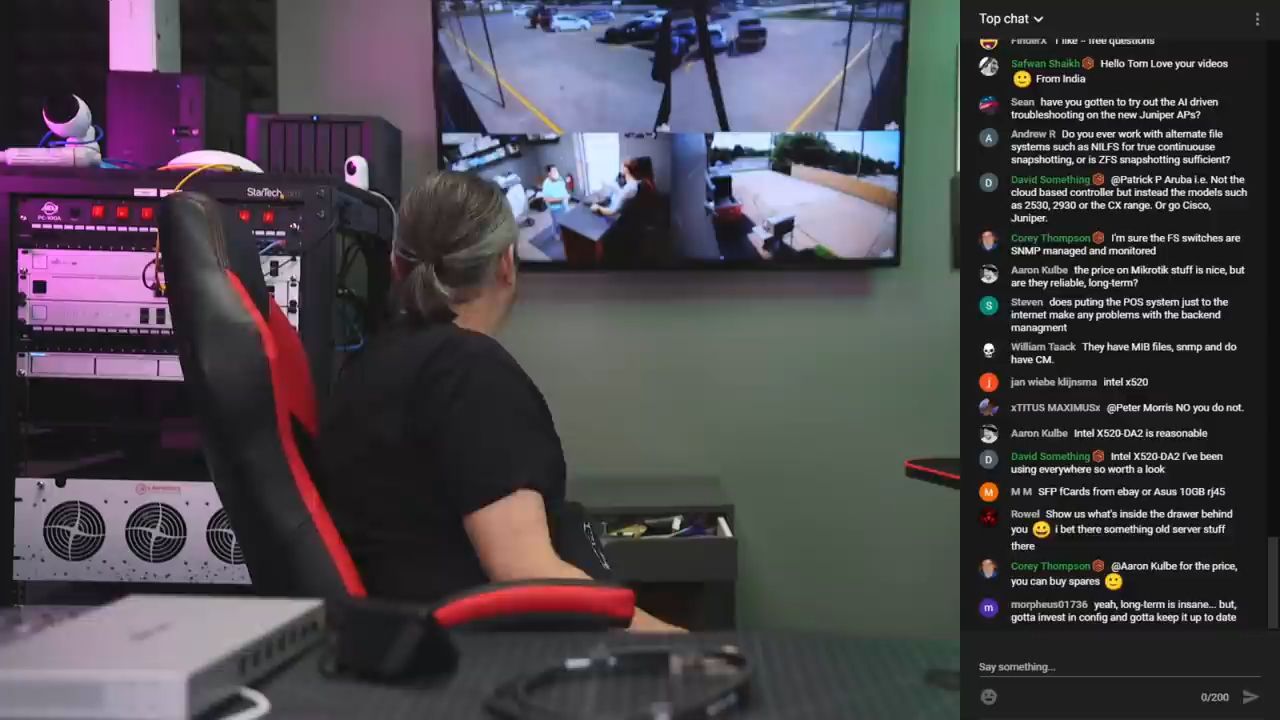 StarTech.com
PC-100A
Top chat
FinderX I like - free questions
Safwan Shaikh Hello Tom Love your videos
From India
Sean have you gotten to try out the AI driven
troubleshooting on the new Juniper APs?
Andrew R Do you ever work with alternate file
systems such as NILFS for true continuouse
snapshotting, or is ZFS snapshotting sufficient?
David Something @Patrick P Aruba i.e. Not the
cloud based controller but instead the models such
as 2530, 2930 or the CX range. Or go Cisco,
Juniper.
Corey Thompson I'm sure the FS switches are
SNMP managed and monitored
Aaron Kulbe the price on Mikrotik stuff is nice, but
are they reliable, long-term?
Steven does puting the POS system just to the
internet make any problems with the backend
managment
William Taack They have MIB files, snmp and do
have CM.
jan wiebe klijnsma intel x520
xTITUS MAXIMUSx @Peter Morris NO you do not.
Aaron Kulbe Intel X520-DA2 is reasonable
David Something Intel X520-DA2 I've been
using everywhere so worth a look
M M SFP fCards from ebay or Asus 10GB rj45
Rowel Show us what's inside the drawer behind
you i bet there something old server stuff
there
Corey Thompson @Aaron Kulbe for the price,
you can buy spares
morpheus01736 yeah, long-term is insane... but,
gotta invest in config and gotta keep it up to date
Say something...
0/200